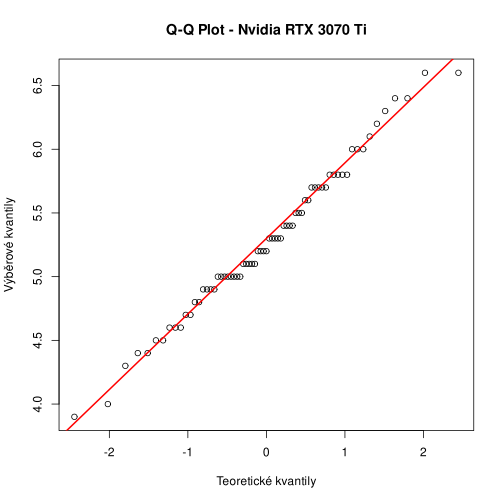 Q-Q Plot - Nvidia RTX 3070 Ti
6.5
6.0
5.5
5.0
4.5
4.0
Výběrové kvantily
-2 -1 0 1 2
Teoretické kvantily